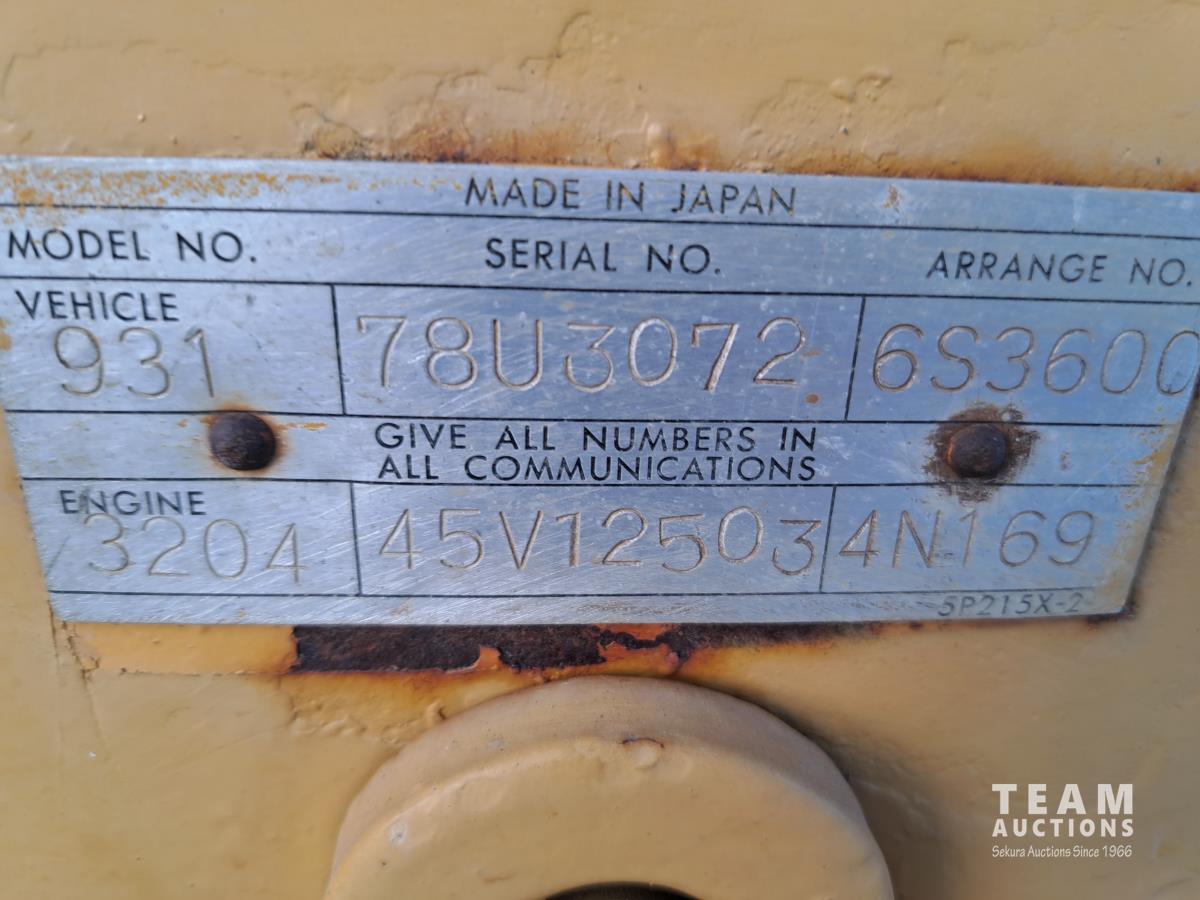 MADE IN JAPAN
MODEL NO. SERIAL NO. ARRANGE NO.
VEHICLE
931 78U3072 6S3600
GIVE ALL NUMBERS IN
ALL COMMUNICATIONS
ENGINE
3204 45V12503 4N169
5P215X-2
TEAM
AUCTIONS
Sekura Auctions Since 1966